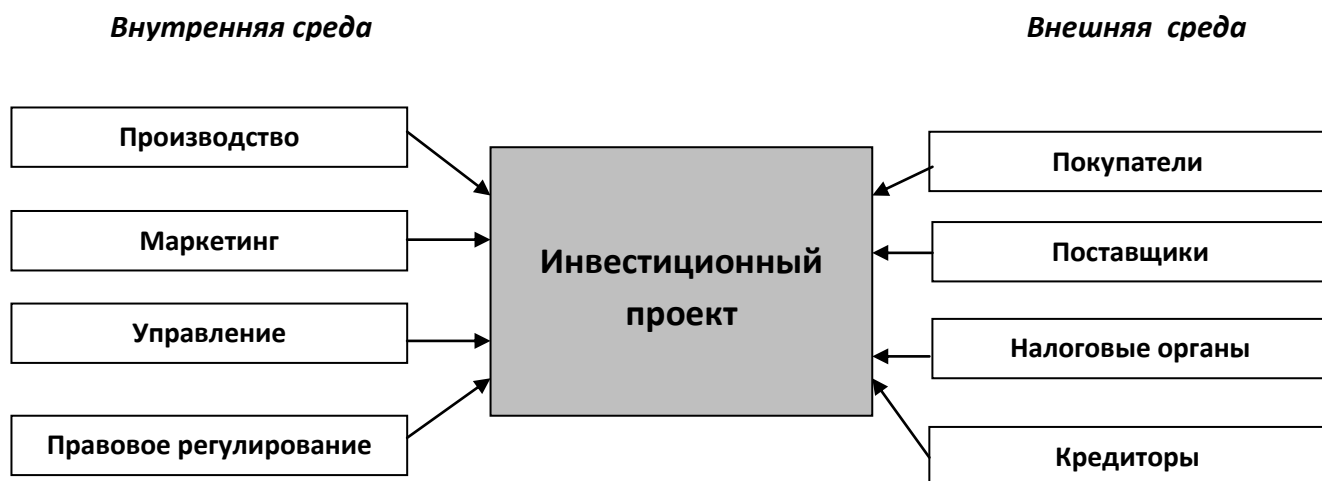 Внутренняя среда
Внешняя среда
Производство
Маркетинг
Управление
Правовое регулирование
Инвестиционный
проект
Покупатели
Поставщики
Налоговые органы
Кредиторы